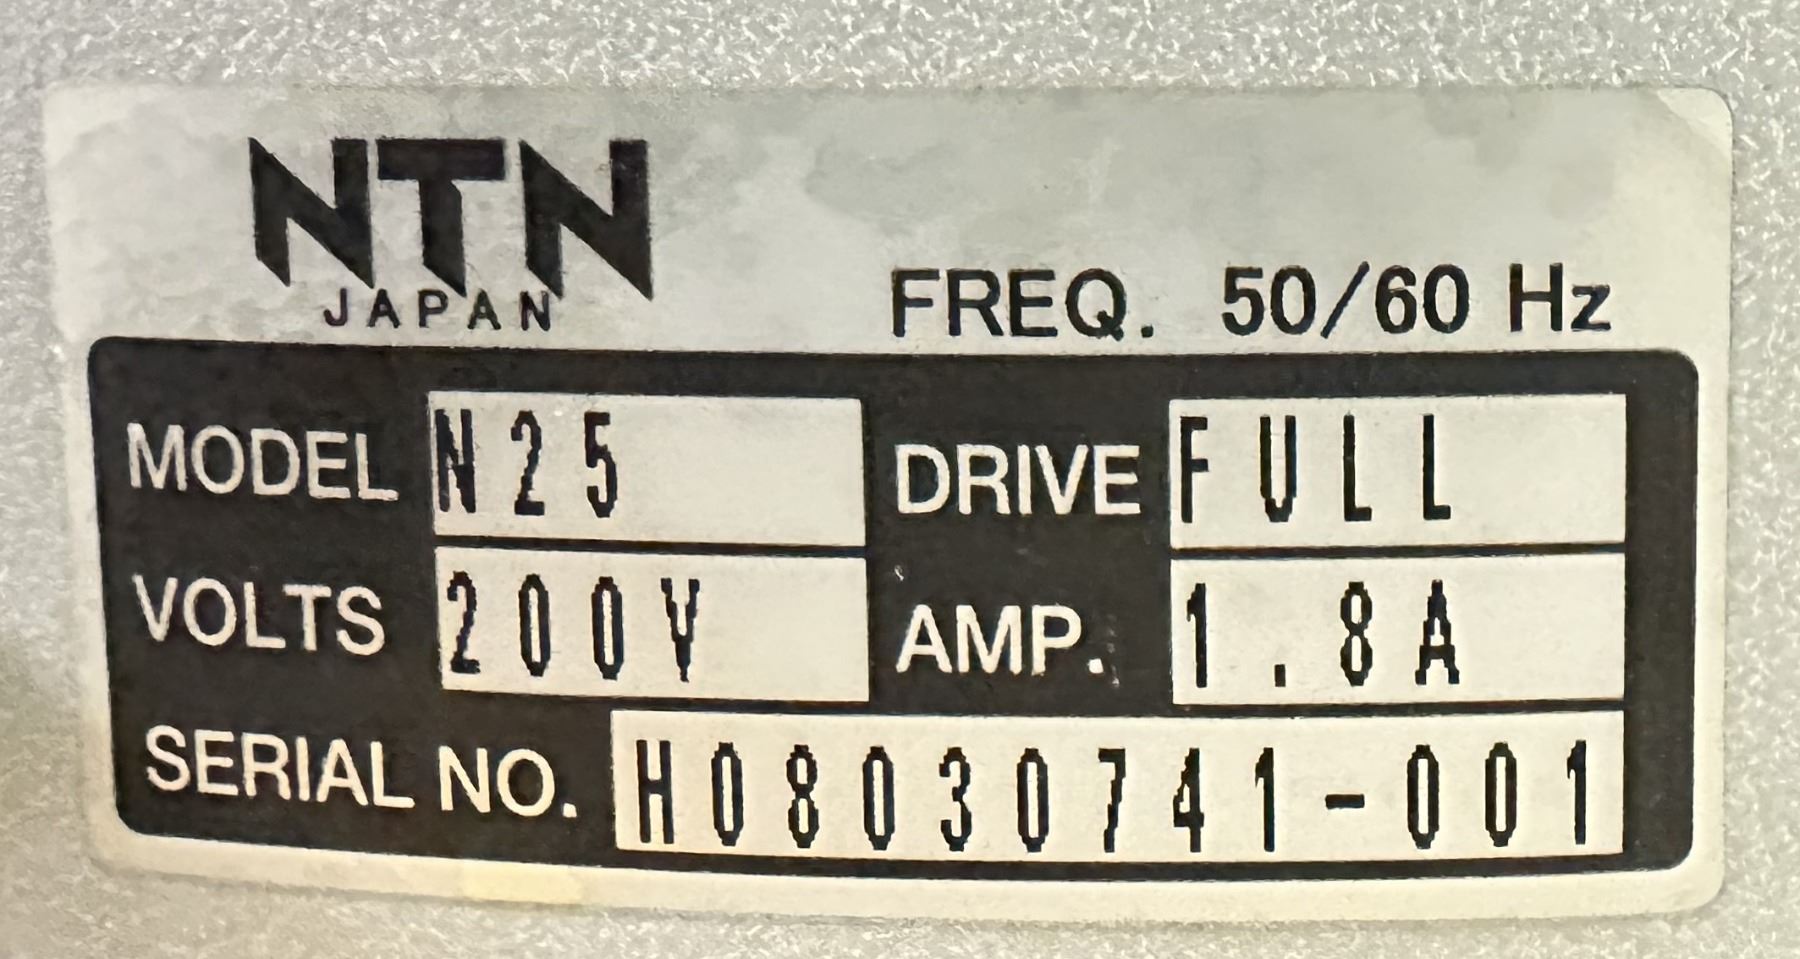 NTN
JAPAN
FREQ. 50/60 Hz
MODEL N25 DRIVE FULL
VOLTS 200V AMP. 1.8A
SERIAL NO. H08030741-001